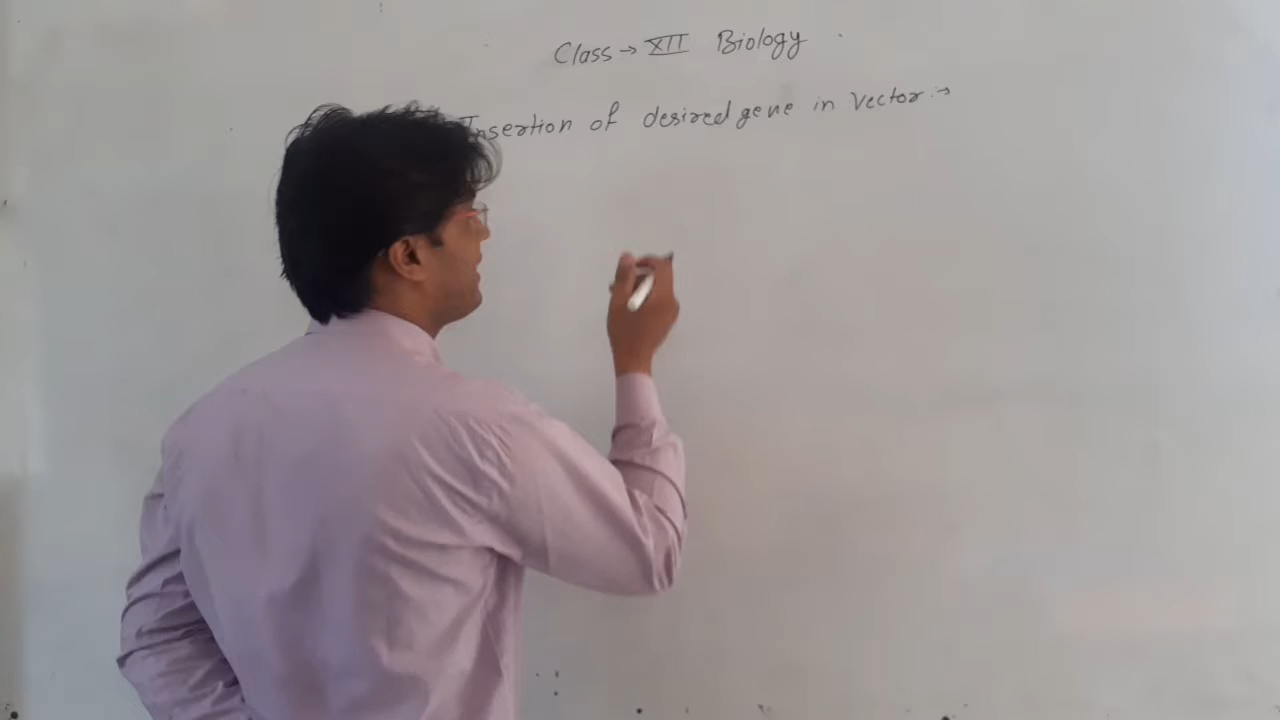 Class → XII Biology
Insertion of desired gene in vector :→